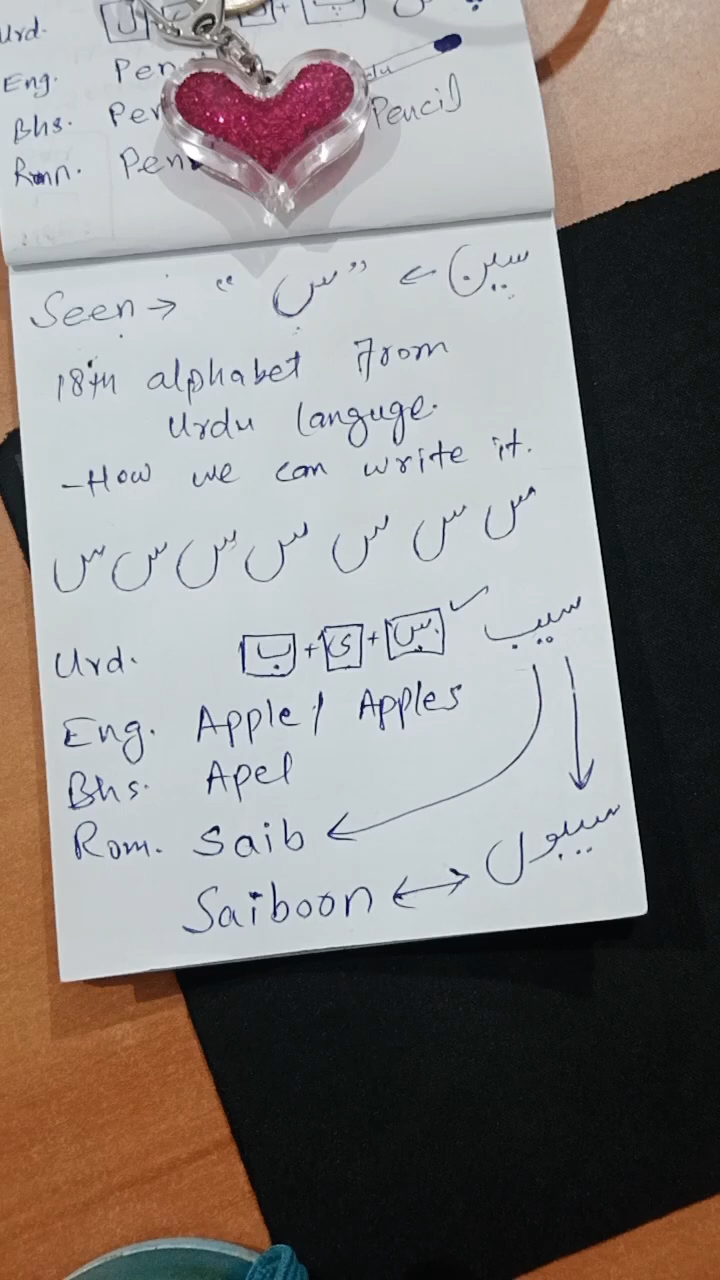 Urd.
Eng. Pen
Bhs. Pen Pencil
Rmn. Pen
Seen → "س" ← سین
18th alphabet from
Urdu languge.
-How we can write it.
س س س س س س س
Urd. ب + ی + س ✓ سیب
Eng. Apple / Apples
Bhs. Apel
Rom. Saib ←
Saiboon ↔ سیبوں